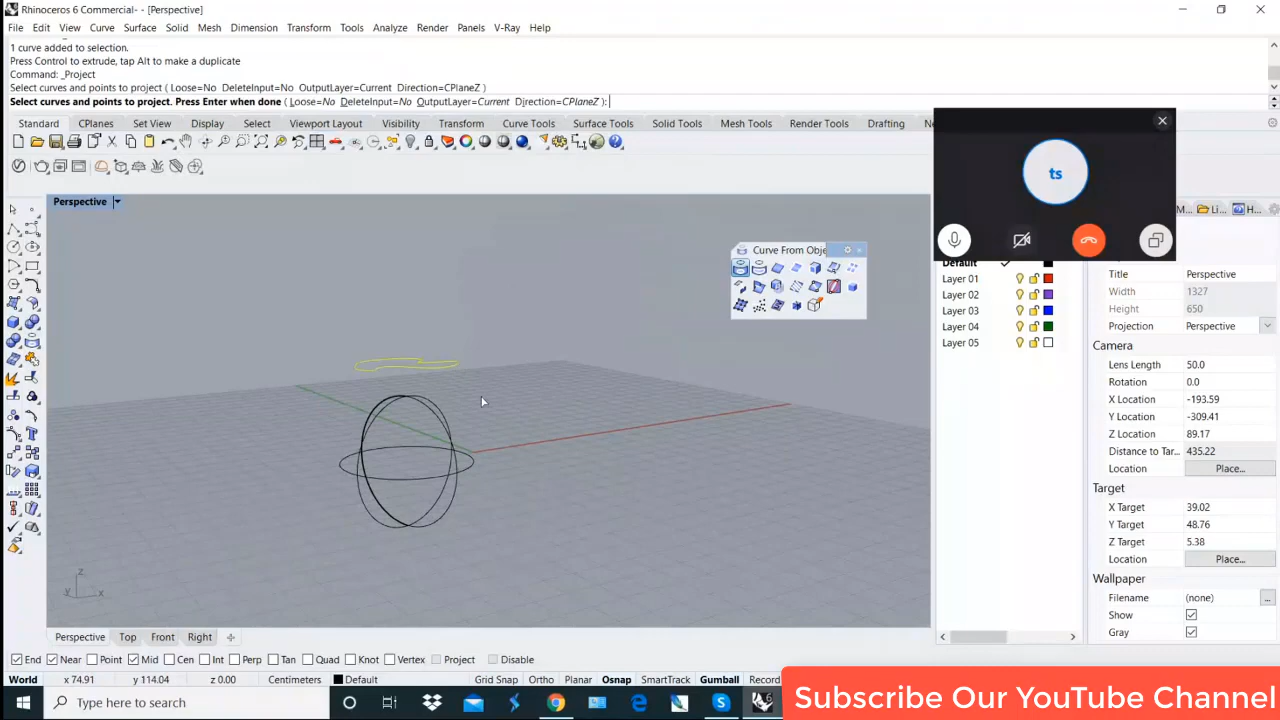 Rhinoceros 6 Commercial- - [Perspective]
File Edit View Curve Surface Solid Mesh Dimension Transform Tools Analyze Render Panels V-Ray Help
1 curve added to selection.
Press Control to extrude, tap Alt to make a duplicate
Command: _Project
Select curves and points to project ( Loose=No DeleteInput=No OutputLayer=Current Direction=CPlaneZ )
Select curves and points to project. Press Enter when done ( Loose=No DeleteInput=No OutputLayer=Current Direction=CPlaneZ ):
Standard CPlanes Set View Display Select Viewport Layout Visibility Transform Curve Tools Surface Tools Solid Tools Mesh Tools Render Tools Drafting
ts
Perspective
M... Li... H...
Curve From Obje
Default
Layer 01
Layer 02
Layer 03
Layer 04
Layer 05
Title Perspective
Width 1327
Height 650
Projection Perspective
Camera
Lens Length 50.0
Rotation 0.0
X Location -193.59
Y Location -309.41
Z Location 89.17
Distance to Tar... 435.22
Location Place...
Target
X Target 39.02
Y Target 48.76
Z Target 5.38
Location Place...
Wallpaper
Filename (none) ...
Show
Gray
z
y x
Perspective Top Front Right
End Near Point Mid Cen Int Perp Tan Quad Knot Vertex Project Disable
World x 74.91 y 114.04 z 0.00 Centimeters Default Grid Snap Ortho Planar Osnap SmartTrack Gumball Record
Type here to search
Subscribe Our YouTube Channel